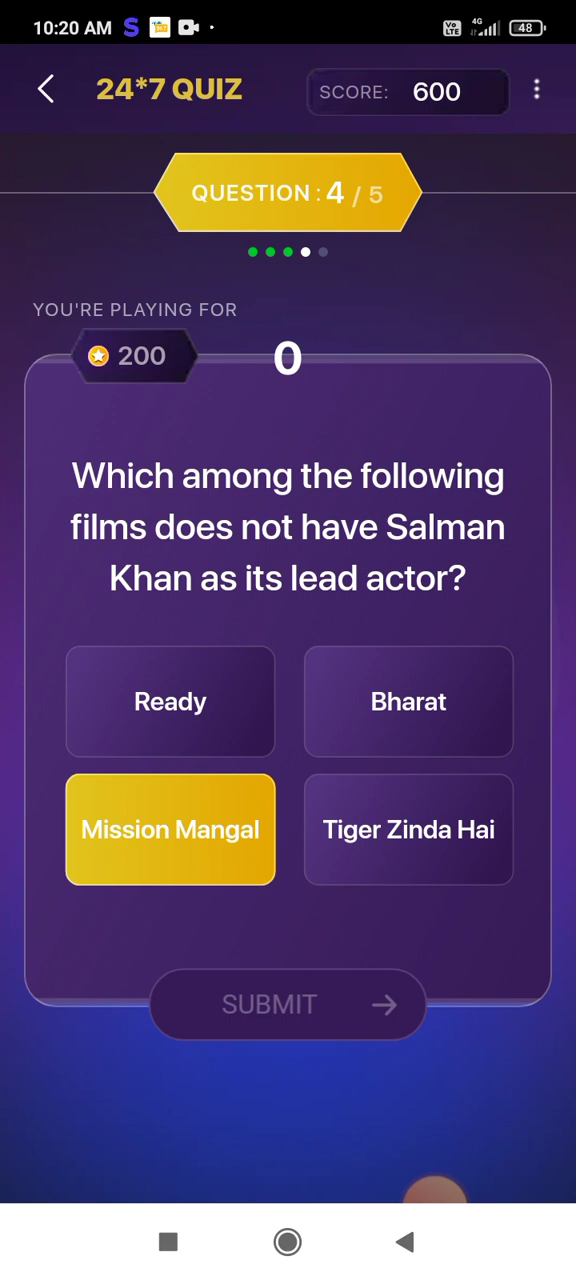 10:20 AM S
Vo LTE 4G 48
24*7 QUIZ
SCORE: 600
QUESTION : 4 / 5
YOU'RE PLAYING FOR
200
0
Which among the following
films does not have Salman
Khan as its lead actor?
Ready
Bharat
Mission Mangal
Tiger Zinda Hai
SUBMIT